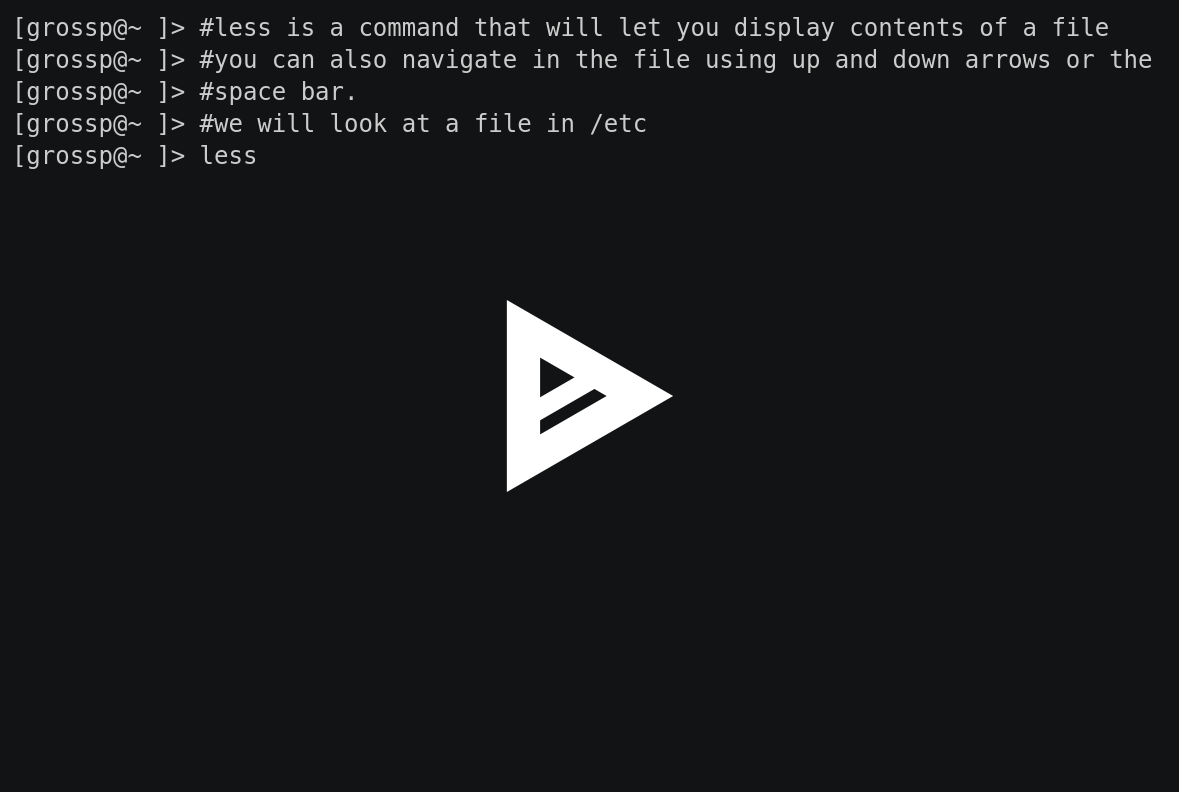 [grossp@~ ]> #less is a command that will let you display contents of a file
[grossp@~ ]> #you can also navigate in the file using up and down arrows or the
[grossp@~ ]> #space bar.
[grossp@~ ]> #we will look at a file in /etc
[grossp@~ ]> less